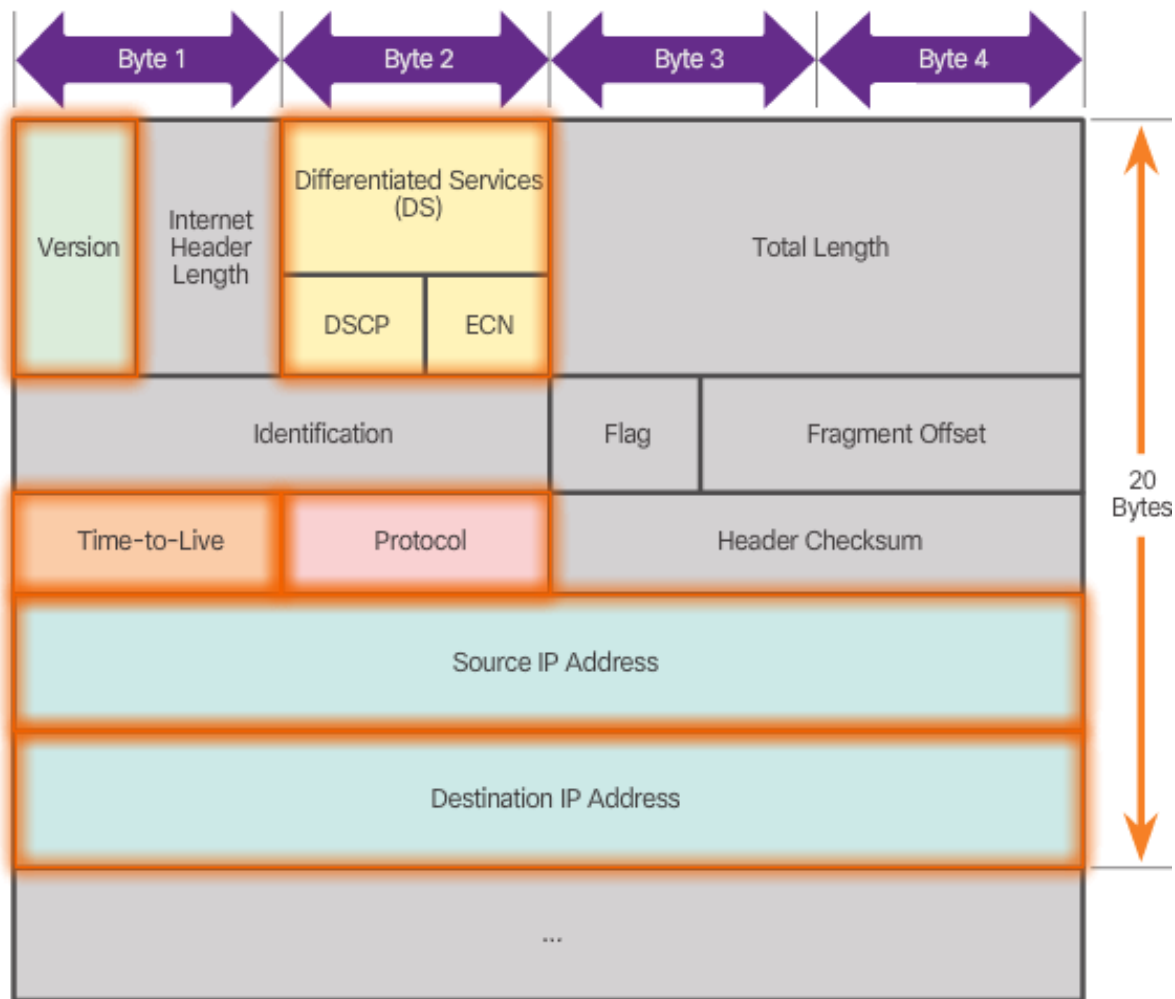 Byte 1
Byte 2
Byte 3
Byte 4
Version
Internet
Header
Length
Differentiated Services
(DS)
DSCP
ECN
Total Length
Identification
Flag
Fragment Offset
Time-to-Live
Protocol
Header Checksum
Source IP Address
Destination IP Address
...
20
Bytes